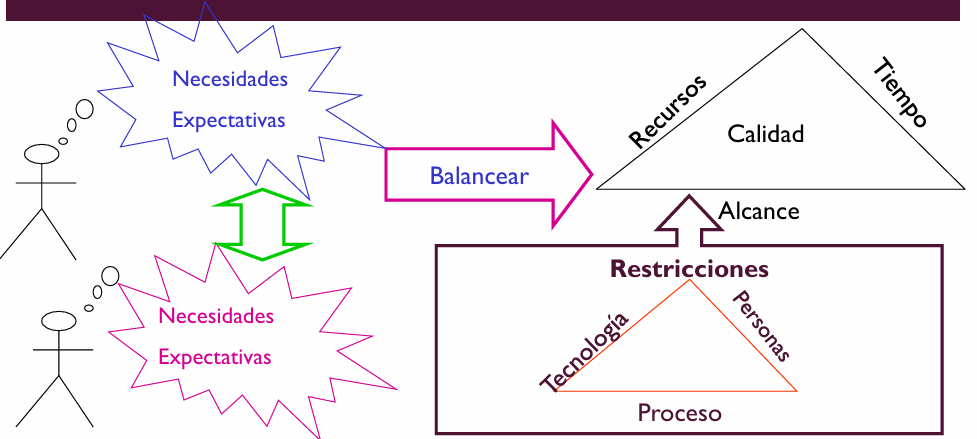 Necesidades
Expectativas
Necesidades
Expectativas
Balancear
Recursos
Tiempo
Calidad
Alcance
Restricciones
Tecnología
Personas
Proceso